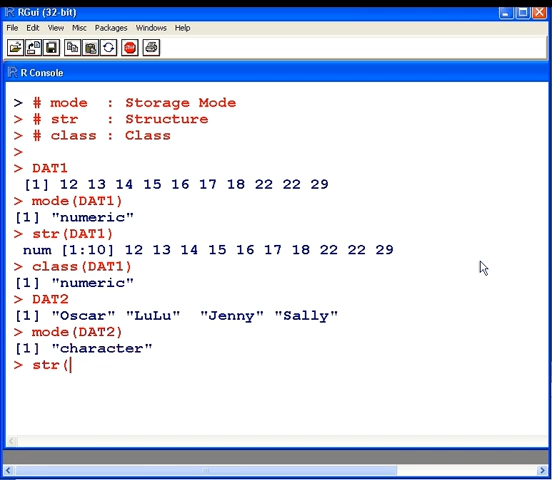 RGui (32-bit)
File Edit View Misc Packages Windows Help
STOP
R Console
> # mode  : Storage Mode
> # str   : Structure
> # class : Class
>
> DAT1
 [1] 12 13 14 15 16 17 18 22 22 29
> mode(DAT1)
[1] "numeric"
> str(DAT1)
 num [1:10] 12 13 14 15 16 17 18 22 22 29
> class(DAT1)
[1] "numeric"
> DAT2
[1] "Oscar" "LuLu"  "Jenny" "Sally"
> mode(DAT2)
[1] "character"
> str(